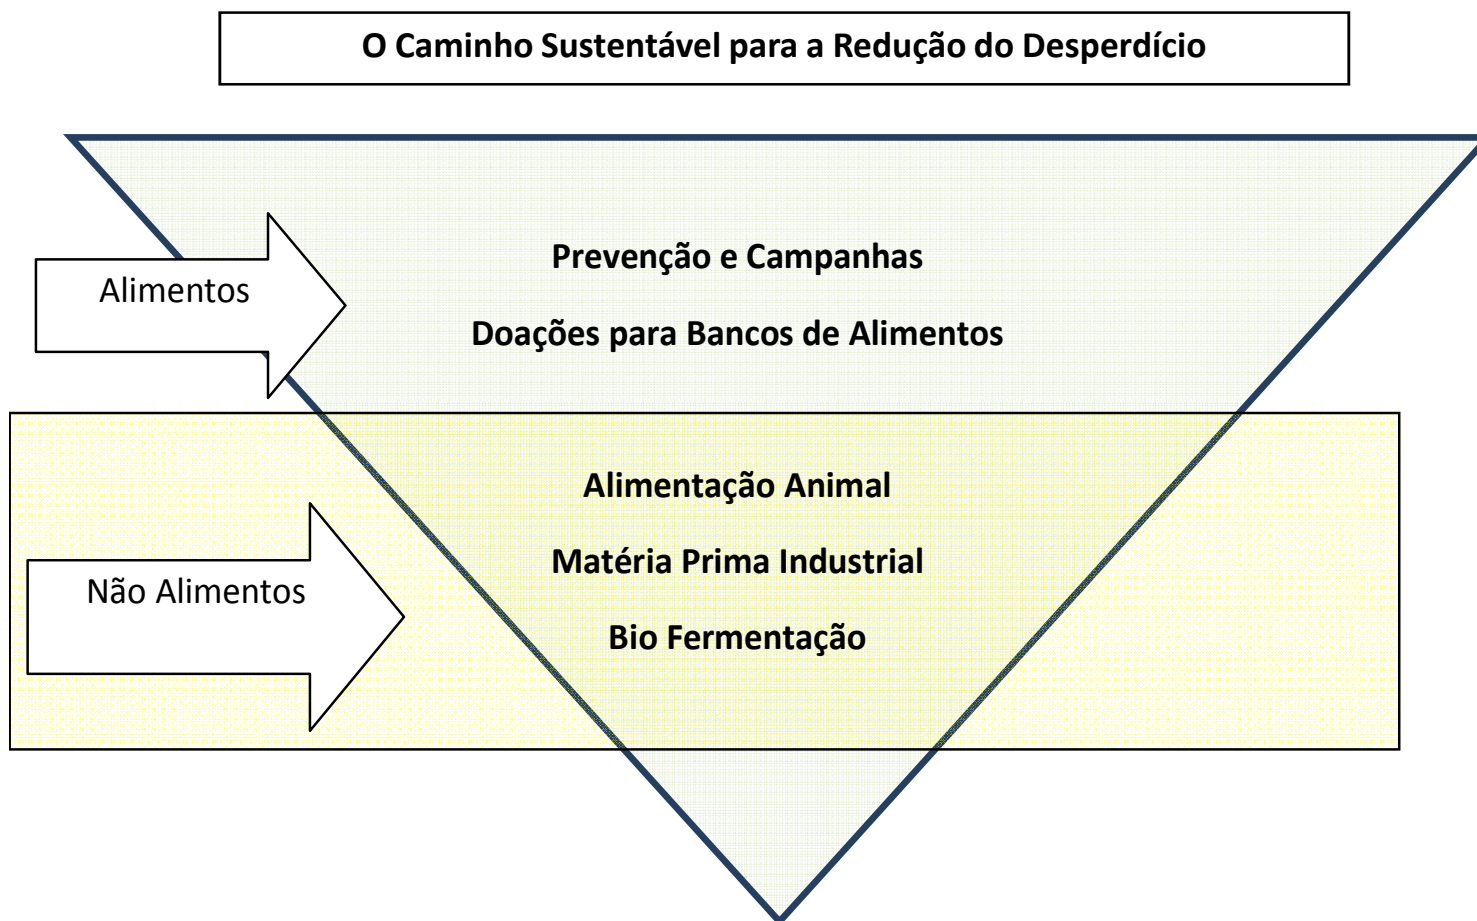 O Caminho Sustentável para a Redução do Desperdício
Alimentos
Prevenção e Campanhas
Doações para Bancos de Alimentos
Não Alimentos
Alimentação Animal
Matéria Prima Industrial
Bio Fermentação